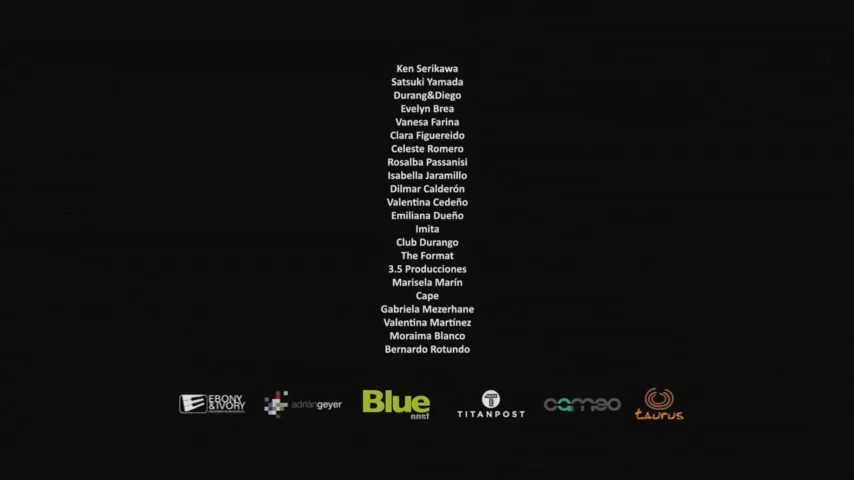 Ken Serikawa
Satsuki Yamada
Durang&Diego
Evelyn Brea
Vanesa Farina
Clara Figuereido
Celeste Romero
Rosalba Passanisi
Isabella Jaramillo
Dilmar Calderón
Valentina Cedeño
Emiliana Dueño
Imita
Club Durango
The Format
3.5 Producciones
Marisela Marín
Cape
Gabriela Mezerhane
Valentina Martínez
Moraima Blanco
Bernardo Rotundo
EBONY &IVORY
adriángeyer
Blue post
TITANPOST
cameo
taurus